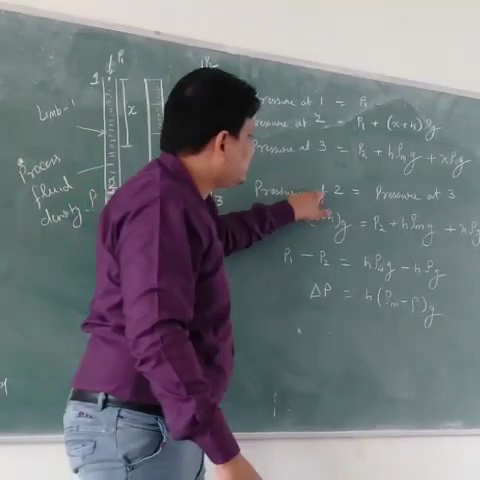 P₁
1
x
Limb-1
Process
fluid
density-ρ
3
Pressure at 1 = P₁
Pressure at 2 = P₁ + (x+h)ρg
Pressure at 3 = P₂ + hρₘg + xρg
Pressure at 2 = Pressure at 3
)g = P₂ + hρₘg + xρg
P₁ - P₂ = hρₘg - hρg
ΔP = h(ρₘ-ρ)g